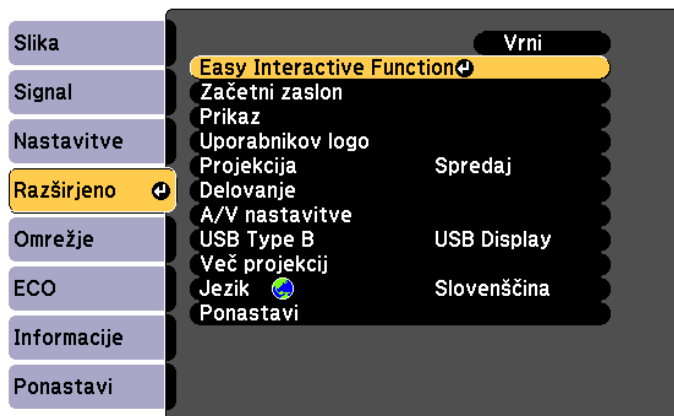 Slika
Signal
Nastavitve
Razširjeno
Omrežje
ECO
Informacije
Ponastavi
Vrni
Easy Interactive Function
Začetni zaslon
Prikaz
Uporabnikov logo
Projekcija Spredaj
Delovanje
A/V nastavitve
USB Type B USB Display
Več projekcij
Jezik Slovenščina
Ponastavi